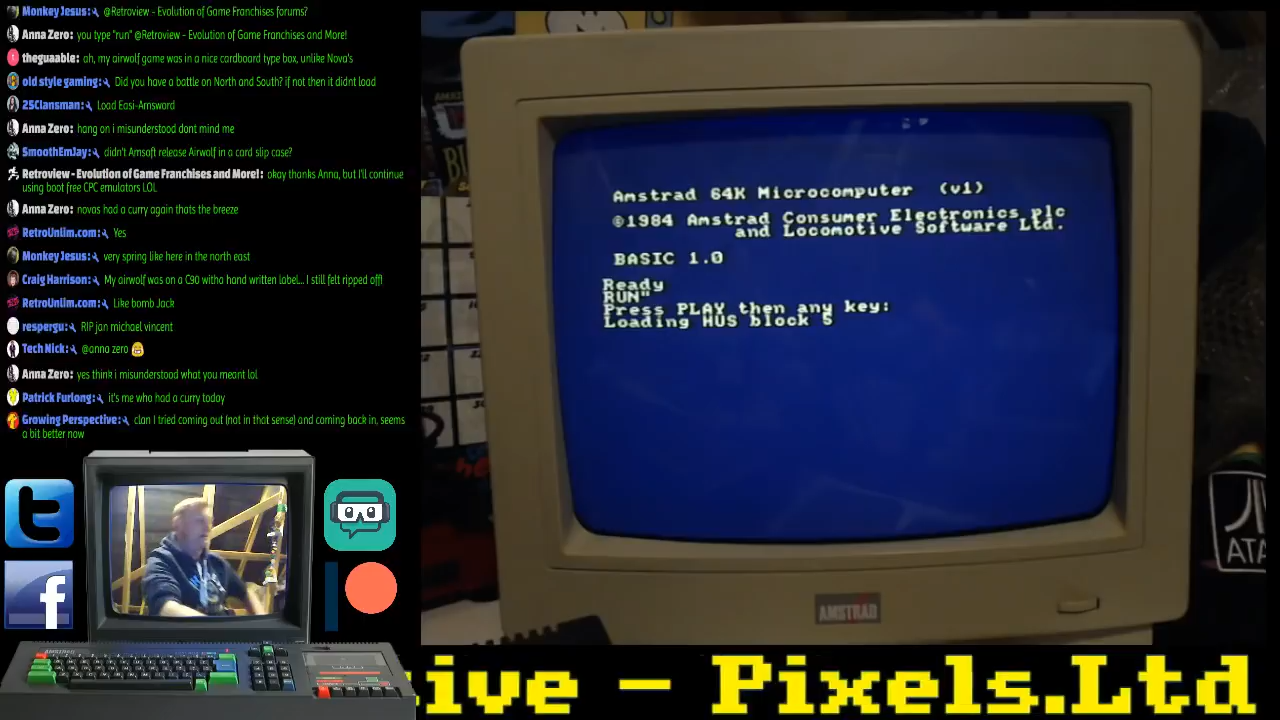 Monkey Jesus: @Retroview - Evolution of Game Franchises forums?
Anna Zero: you type "run" @Retroview - Evolution of Game Franchises and More!
theguaable: ah, my airwolf game was in a nice cardboard type box, unlike Nova's
old style gaming: Did you have a battle on North and South? if not then it didnt load
25Clansman: Load Easi-Amsword
Anna Zero: hang on i misunderstood dont mind me
SmoothEmJay: didn't Amsoft release Airwolf in a card slip case?
Retroview - Evolution of Game Franchises and More!: okay thanks Anna, but I'll continue
using boot free CPC emulators LOL
Anna Zero: novas had a curry again thats the breeze
RetroUnlim.com: Yes
Monkey Jesus: very spring like here in the north east
Craig Harrison: My airwolf was on a C90 witha hand written label... I still felt ripped off!
RetroUnlim.com: Like bomb Jack
respergu: RIP jan michael vincent
Tech Nick: @anna zero
Anna Zero: yes think i misunderstood what you meant lol
Patrick Furlong: it's me who had a curry today
Growing Perspective: clan I tried coming out (not in that sense) and coming back in, seems
a bit better now
Amstrad 64K Microcomputer (v1)
©1984 Amstrad Consumer Electronics plc
and Locomotive Software Ltd.
BASIC 1.0
Ready
RUN"
Press PLAY then any key:
Loading HUS block 5
AMSTRAD
ATA
ive - Pixels.Ltd